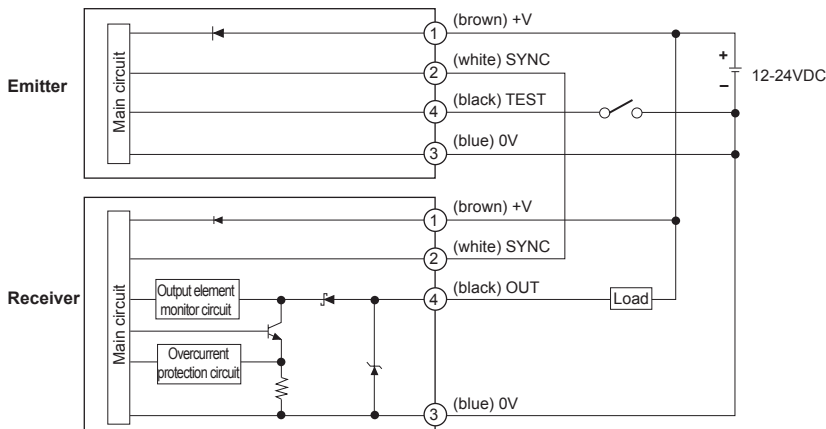 Emitter
Main circuit
1
(brown) +V
2
(white) SYNC
4
(black) TEST
3
(blue) 0V
+
−
12-24VDC
Receiver
Main circuit
1
(brown) +V
2
(white) SYNC
Output element
monitor circuit
4
(black) OUT
Load
Overcurrent
protection circuit
3
(blue) 0V